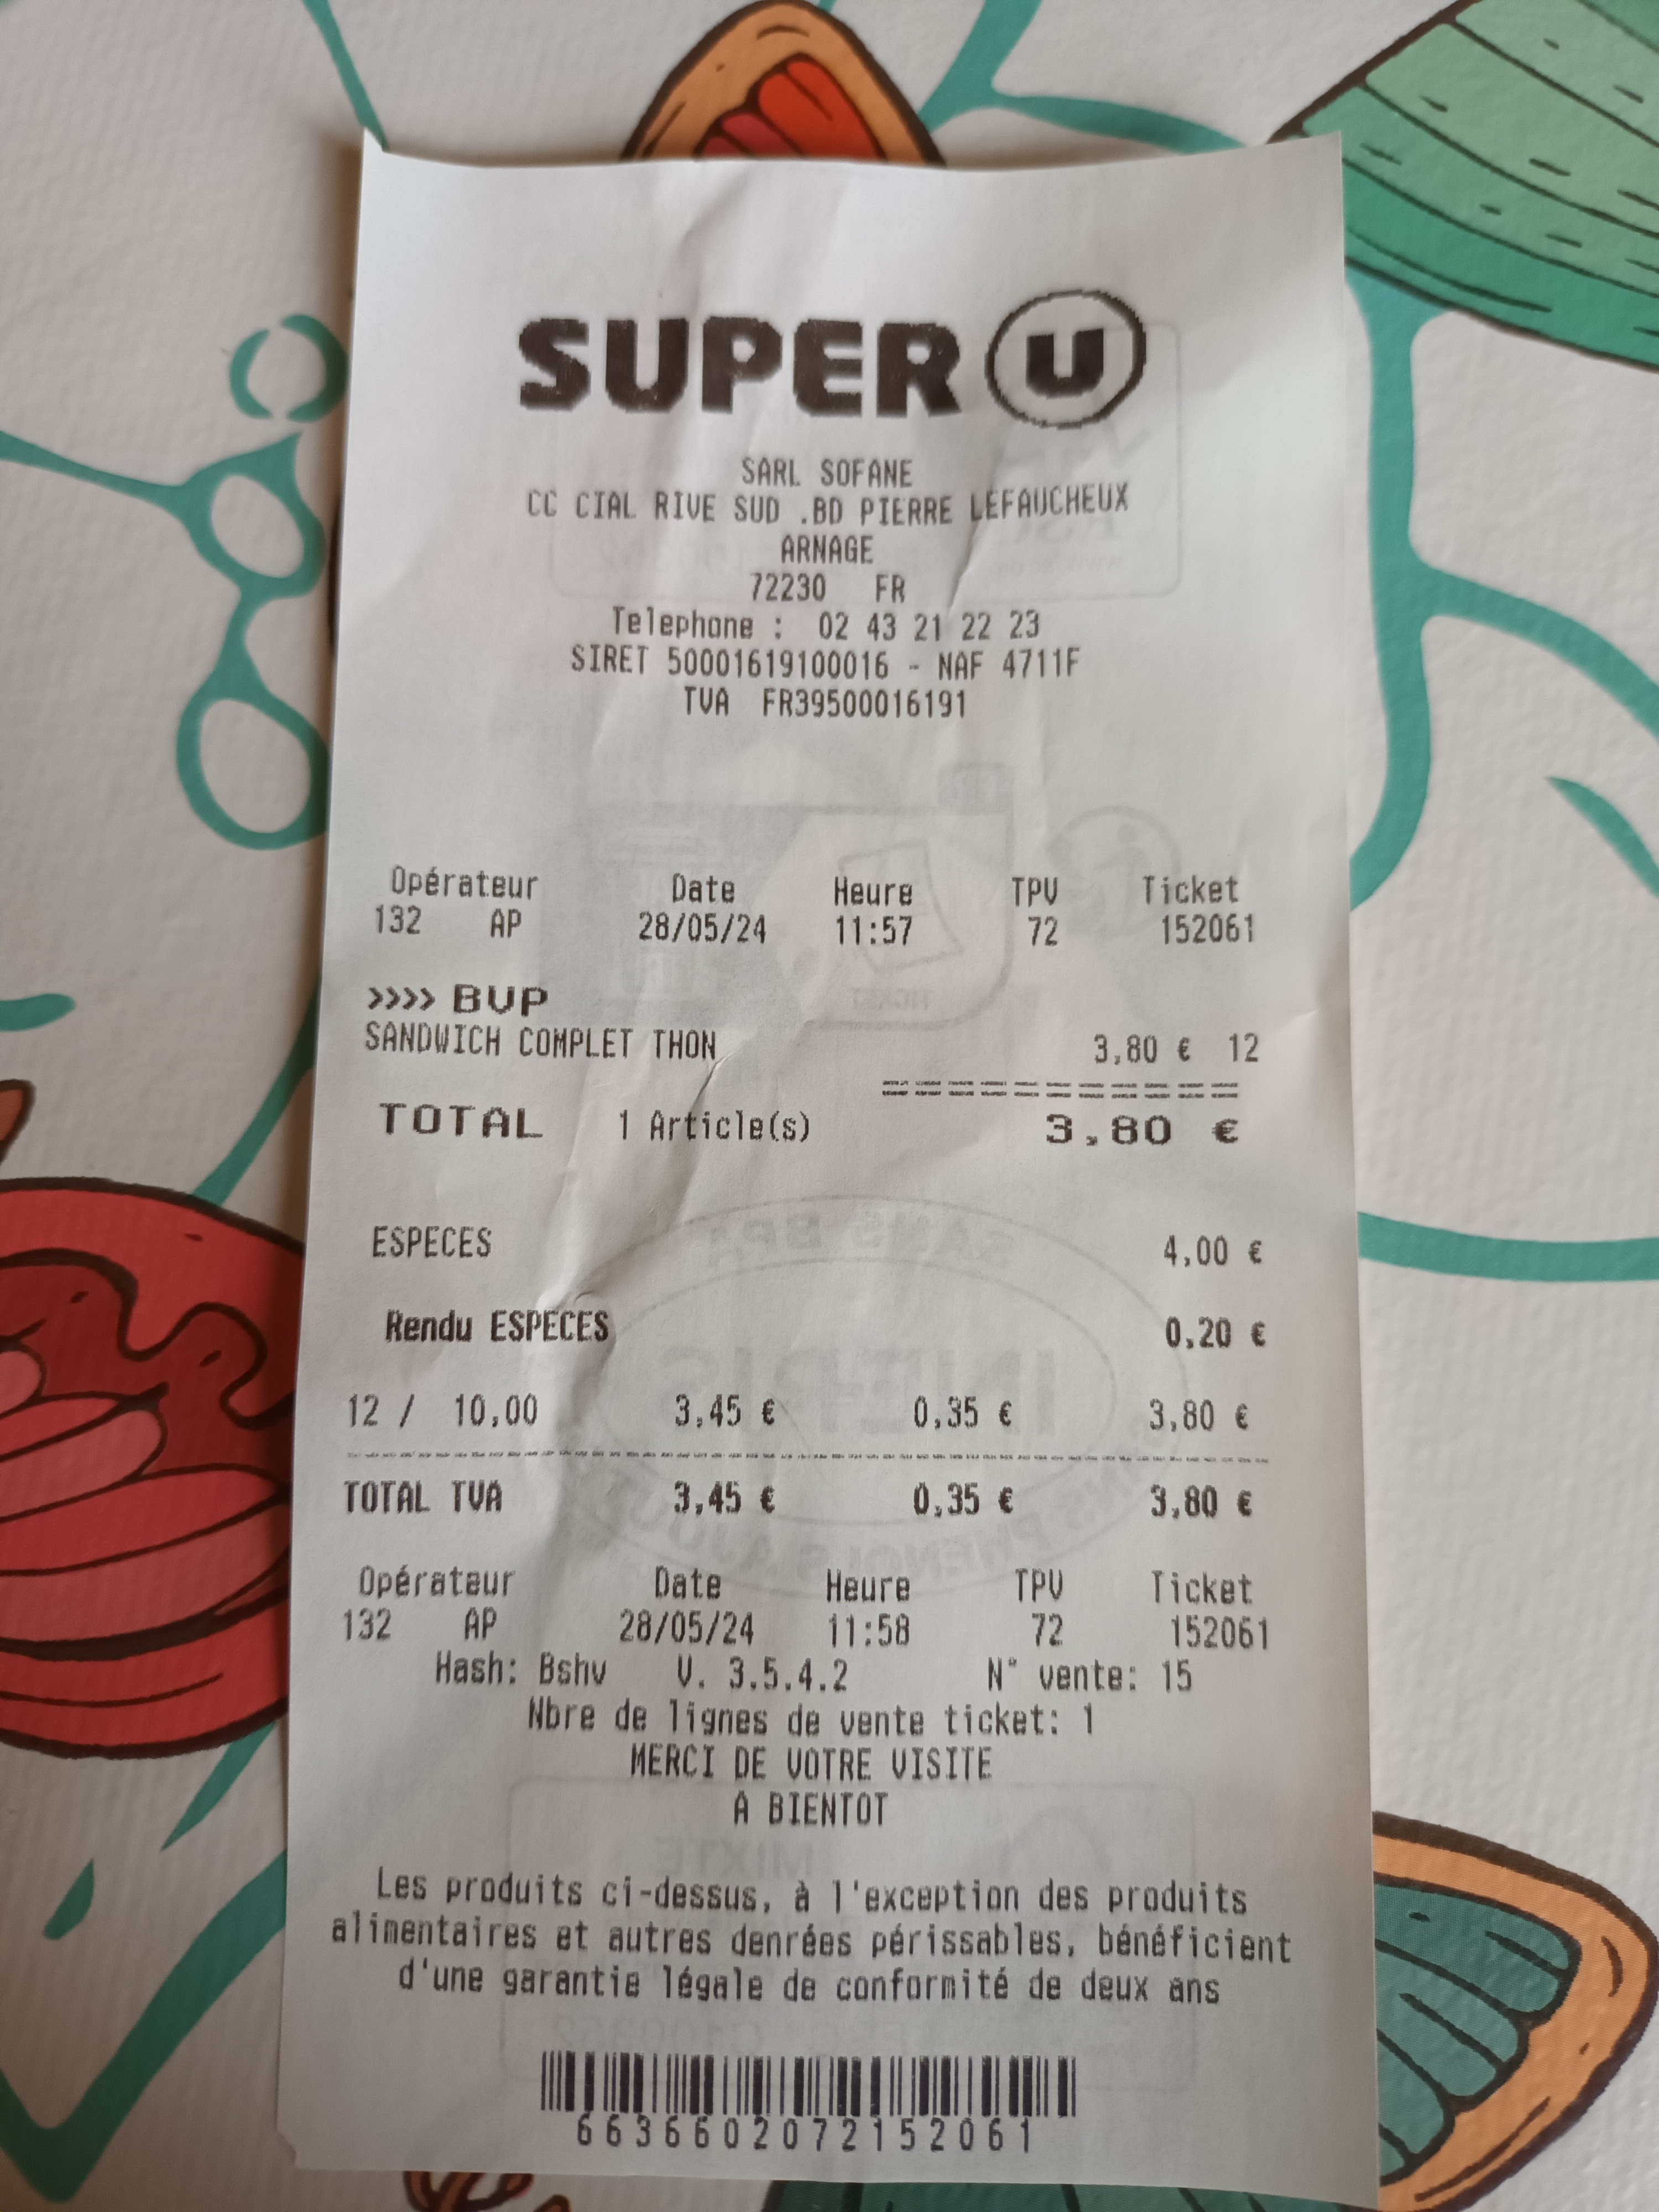 SUPER U
SARL SOFANE
CC CIAL RIVE SUD .BD PIERRE LEFAUCHEUX
ARNAGE
72230 FR
Telephone : 02 43 21 22 23
SIRET 50001619100016 - NAF 4711F
TVA FR39500016191
Opérateur Date Heure TPV Ticket
132 AP 28/05/24 11:57 72 152061
>>>> BVP
SANDWICH COMPLET THON 3,80 € 12
TOTAL 1 Article(s) 3,80 €
ESPECES 4,00 €
Rendu ESPECES 0,20 €
12 / 10,00 3,45 € 0,35 € 3,80 €
TOTAL TVA 3,45 € 0,35 € 3,80 €
Opérateur Date Heure TPV Ticket
132 AP 28/05/24 11:58 72 152061
Hash: Bshv V. 3.5.4.2 N° vente: 15
Nbre de lignes de vente ticket: 1
MERCI DE VOTRE VISITE
A BIENTOT
Les produits ci-dessus, à l'exception des produits
alimentaires et autres denrées périssables, bénéficient
d'une garantie légale de conformité de deux ans
6636602072152061